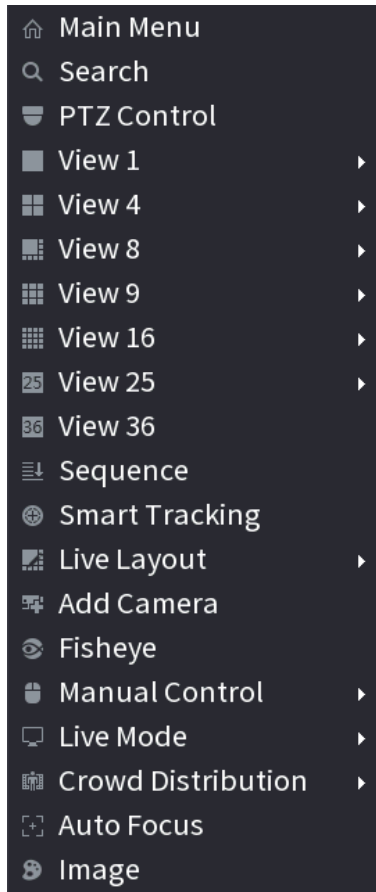 Main Menu
Search
PTZ Control
View 1
View 4
View 8
View 9
View 16
25 View 25
36 View 36
Sequence
Smart Tracking
Live Layout
Add Camera
Fisheye
Manual Control
Live Mode
Crowd Distribution
Auto Focus
Image